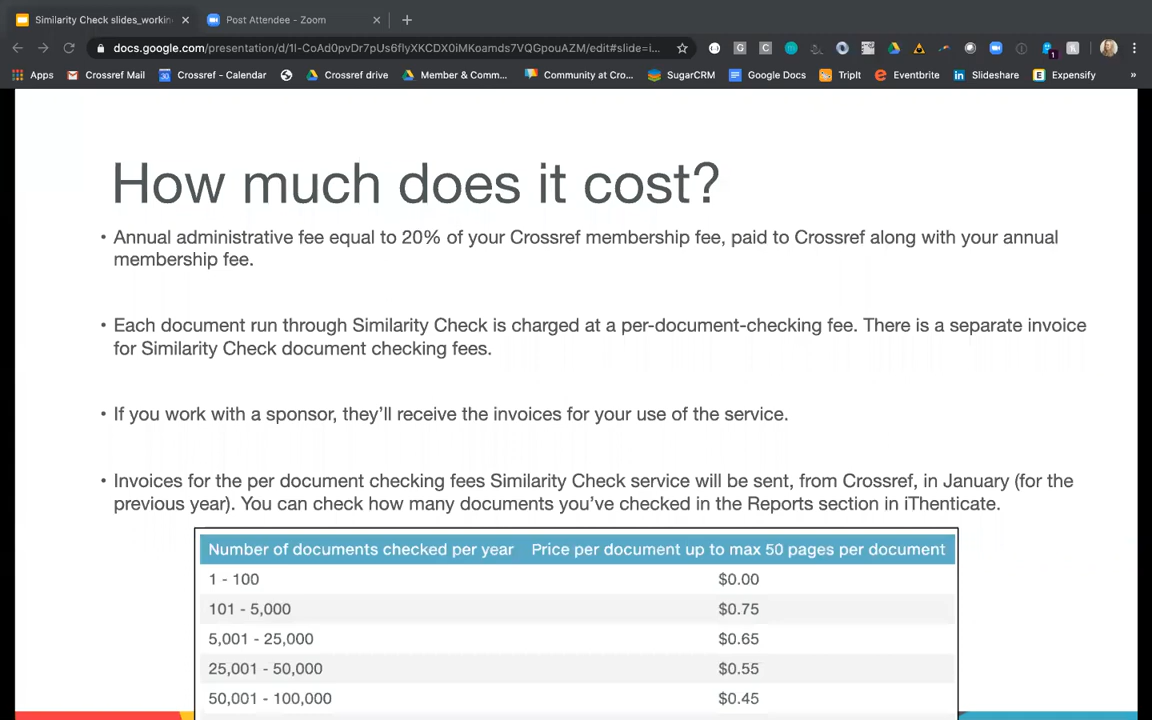 Similarity Check slides_workin
Post Attendee - Zoom
docs.google.com/presentation/d/1I-CoAd0pvDr7pUs6flyXKCDX0iMKoamds7VQGpouAZM/edit#slide=i...
Apps
Crossref Mail
Crossref - Calendar
Crossref drive
Member & Comm...
Community at Cro...
SugarCRM
Google Docs
TripIt
Eventbrite
Slideshare
Expensify
»
How much does it cost?
• Annual administrative fee equal to 20% of your Crossref membership fee, paid to Crossref along with your annual
membership fee.
• Each document run through Similarity Check is charged at a per-document-checking fee. There is a separate invoice
for Similarity Check document checking fees.
• If you work with a sponsor, they’ll receive the invoices for your use of the service.
• Invoices for the per document checking fees Similarity Check service will be sent, from Crossref, in January (for the
previous year). You can check how many documents you’ve checked in the Reports section in iThenticate.
Number of documents checked per year Price per document up to max 50 pages per document
1 - 100 $0.00
101 - 5,000 $0.75
5,001 - 25,000 $0.65
25,001 - 50,000 $0.55
50,001 - 100,000 $0.45